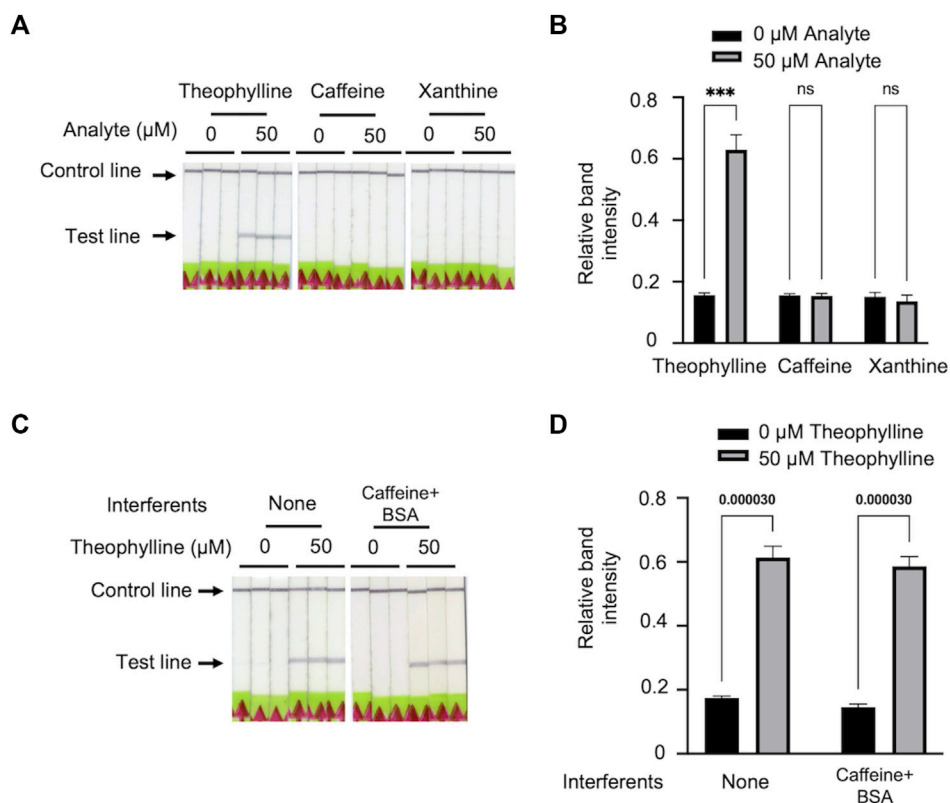 A
Theophylline Caffeine Xanthine
Analyte (μM) 0 50 0 50 0 50
Control line
Test line
B
0 μM Analyte
50 μM Analyte
*** ns ns
0.8
0.6
0.4
0.2
0
Relative band
intensity
Theophylline Caffeine Xanthine
C
Interferents None Caffeine+
BSA
Theophylline (μM) 0 50 0 50
Control line
Test line
D
0 μM Theophylline
50 μM Theophylline
0.000030 0.000030
0.8
0.6
0.4
0.2
0
Relative band
intensity
Interferents None Caffeine+
BSA